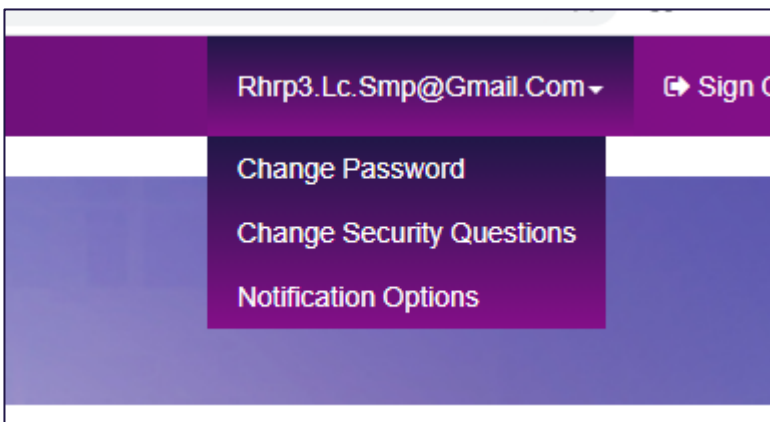 Rhrp3.Lc.Smp@Gmail.Com
Sign
Change Password
Change Security Questions
Notification Options